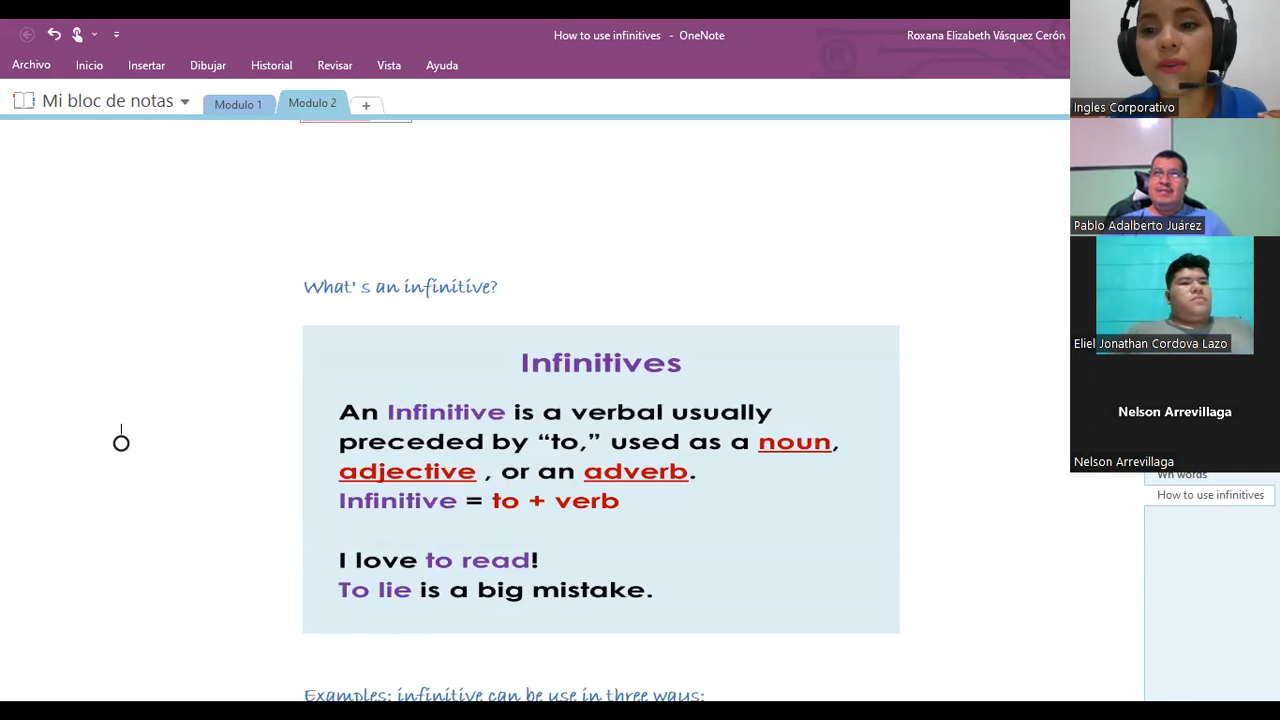 How to use infinitives - OneNote
Roxana Elizabeth Vásquez Cerón
Archivo Inicio Insertar Dibujar Historial Revisar Vista Ayuda
Mi bloc de notas
Modulo 1
Modulo 2
+
What' s an infinitive?
Infinitives
An Infinitive is a verbal usually
preceded by “to,” used as a noun,
adjective , or an adverb.
Infinitive = to + verb
I love to read!
To lie is a big mistake.
Examples: infinitive can be use in three ways:
Ingles Corporativo
Pablo Adalberto Juárez
Eliel Jonathan Cordova Lazo
Nelson Arrevillaga
Nelson Arrevillaga
Wh words
How to use infinitives